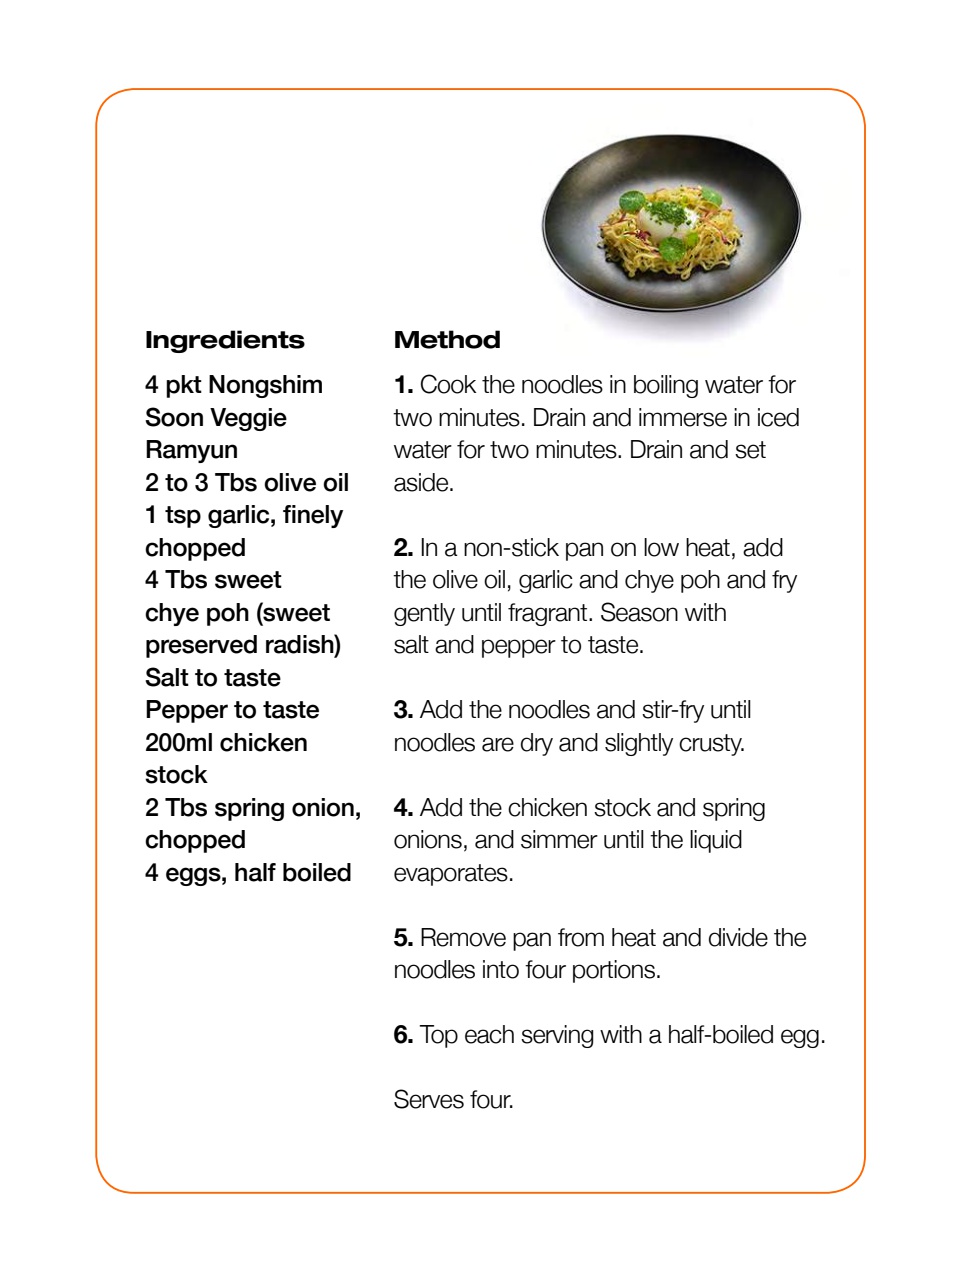 Ingredients
4 pkt Nongshim
Soon Veggie
Ramyun
2 to 3 Tbs olive oil
1 tsp garlic, finely
chopped
4 Tbs sweet
chye poh (sweet
preserved radish)
Salt to taste
Pepper to taste
200ml chicken
stock
2 Tbs spring onion,
chopped
4 eggs, half boiled
Method
1. Cook the noodles in boiling water for
two minutes. Drain and immerse in iced
water for two minutes. Drain and set
aside.
2. In a non-stick pan on low heat, add
the olive oil, garlic and chye poh and fry
gently until fragrant. Season with
salt and pepper to taste.
3. Add the noodles and stir-fry until
noodles are dry and slightly crusty.
4. Add the chicken stock and spring
onions, and simmer until the liquid
evaporates.
5. Remove pan from heat and divide the
noodles into four portions.
6. Top each serving with a half-boiled egg.
Serves four.